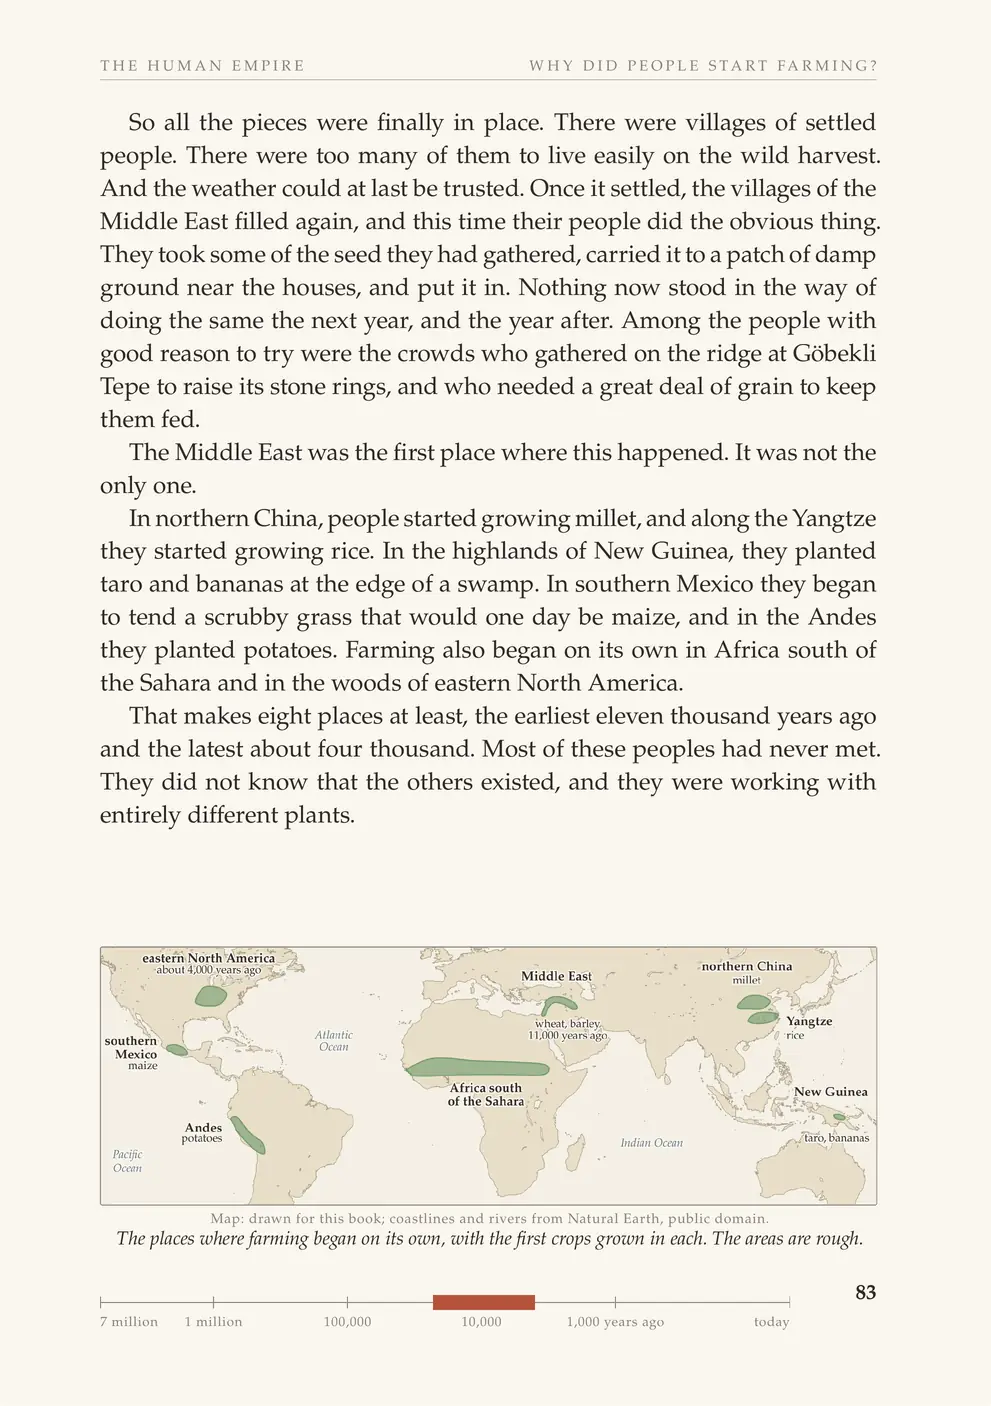 THE HUMAN EMPIRE
WHY DID PEOPLE START FARMING?
So all the pieces were finally in place. There were villages of settled
people. There were too many of them to live easily on the wild harvest.
And the weather could at last be trusted. Once it settled, the villages of the
Middle East filled again, and this time their people did the obvious thing.
They took some of the seed they had gathered, carried it to a patch of damp
ground near the houses, and put it in. Nothing now stood in the way of
doing the same the next year, and the year after. Among the people with
good reason to try were the crowds who gathered on the ridge at Göbekli
Tepe to raise its stone rings, and who needed a great deal of grain to keep
them fed.
The Middle East was the first place where this happened. It was not the
only one.
In northern China, people started growing millet, and along the Yangtze
they started growing rice. In the highlands of New Guinea, they planted
taro and bananas at the edge of a swamp. In southern Mexico they began
to tend a scrubby grass that would one day be maize, and in the Andes
they planted potatoes. Farming also began on its own in Africa south of
the Sahara and in the woods of eastern North America.
That makes eight places at least, the earliest eleven thousand years ago
and the latest about four thousand. Most of these peoples had never met.
They did not know that the others existed, and they were working with
entirely different plants.
eastern North America
about 4,000 years ago
southern
Mexico
maize
Andes
potatoes
Pacific
Ocean
Atlantic
Ocean
Middle East
wheat, barley
11,000 years ago
Africa south
of the Sahara
Indian Ocean
northern China
millet
Yangtze
rice
New Guinea
taro, bananas
Map: drawn for this book; coastlines and rivers from Natural Earth, public domain.
The places where farming began on its own, with the first crops grown in each. The areas are rough.
83
7 million
1 million
100,000
10,000
1,000 years ago
today